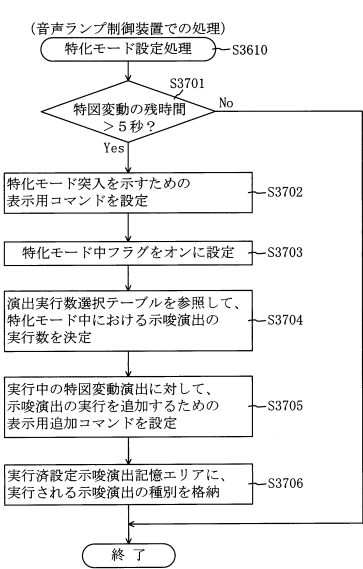 (音声ランプ制御装置での処理)
特化モード設定処理
S3610
S3701
特図変動の残時間
>5秒?
No
Yes
特化モード突入を示すための
表示用コマンドを設定
S3702
特化モード中フラグをオンに設定
S3703
演出実行数選択テーブルを参照して、
特化モード中における示唆演出の
実行数を決定
S3704
実行中の特図変動演出に対して、
示唆演出の実行を追加するための
表示用追加コマンドを設定
S3705
実行済設定示唆演出記憶エリアに、
実行される示唆演出の種別を格納
S3706
終了